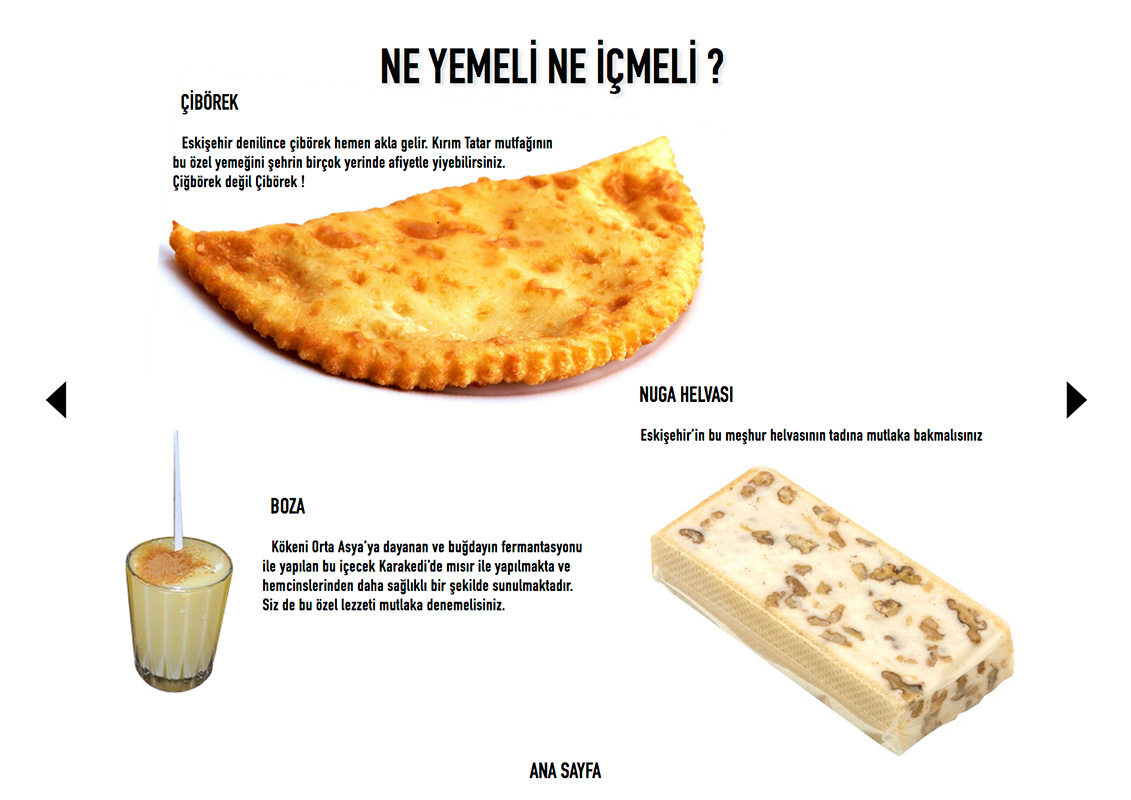 NE YEMELİ NE İÇMELİ ?
ÇİBÖREK
Eskişehir denilince çibörek hemen akla gelir. Kırım Tatar mutfağının
bu özel yemeğini şehrin birçok yerinde afiyetle yiyebilirsiniz.
Çiğbörek değil Çibörek !
NUGA HELVASI
Eskişehir'in bu meşhur helvasının tadına mutlaka bakmalısınız
BOZA
Kökeni Orta Asya'ya dayanan ve buğdayın fermantasyonu
ile yapılan bu içecek Karakedi'de mısır ile yapılmakta ve
hemcinslerinden daha sağlıklı bir şekilde sunulmaktadır.
Siz de bu özel lezzeti mutlaka denemelisiniz.
ANA SAYFA